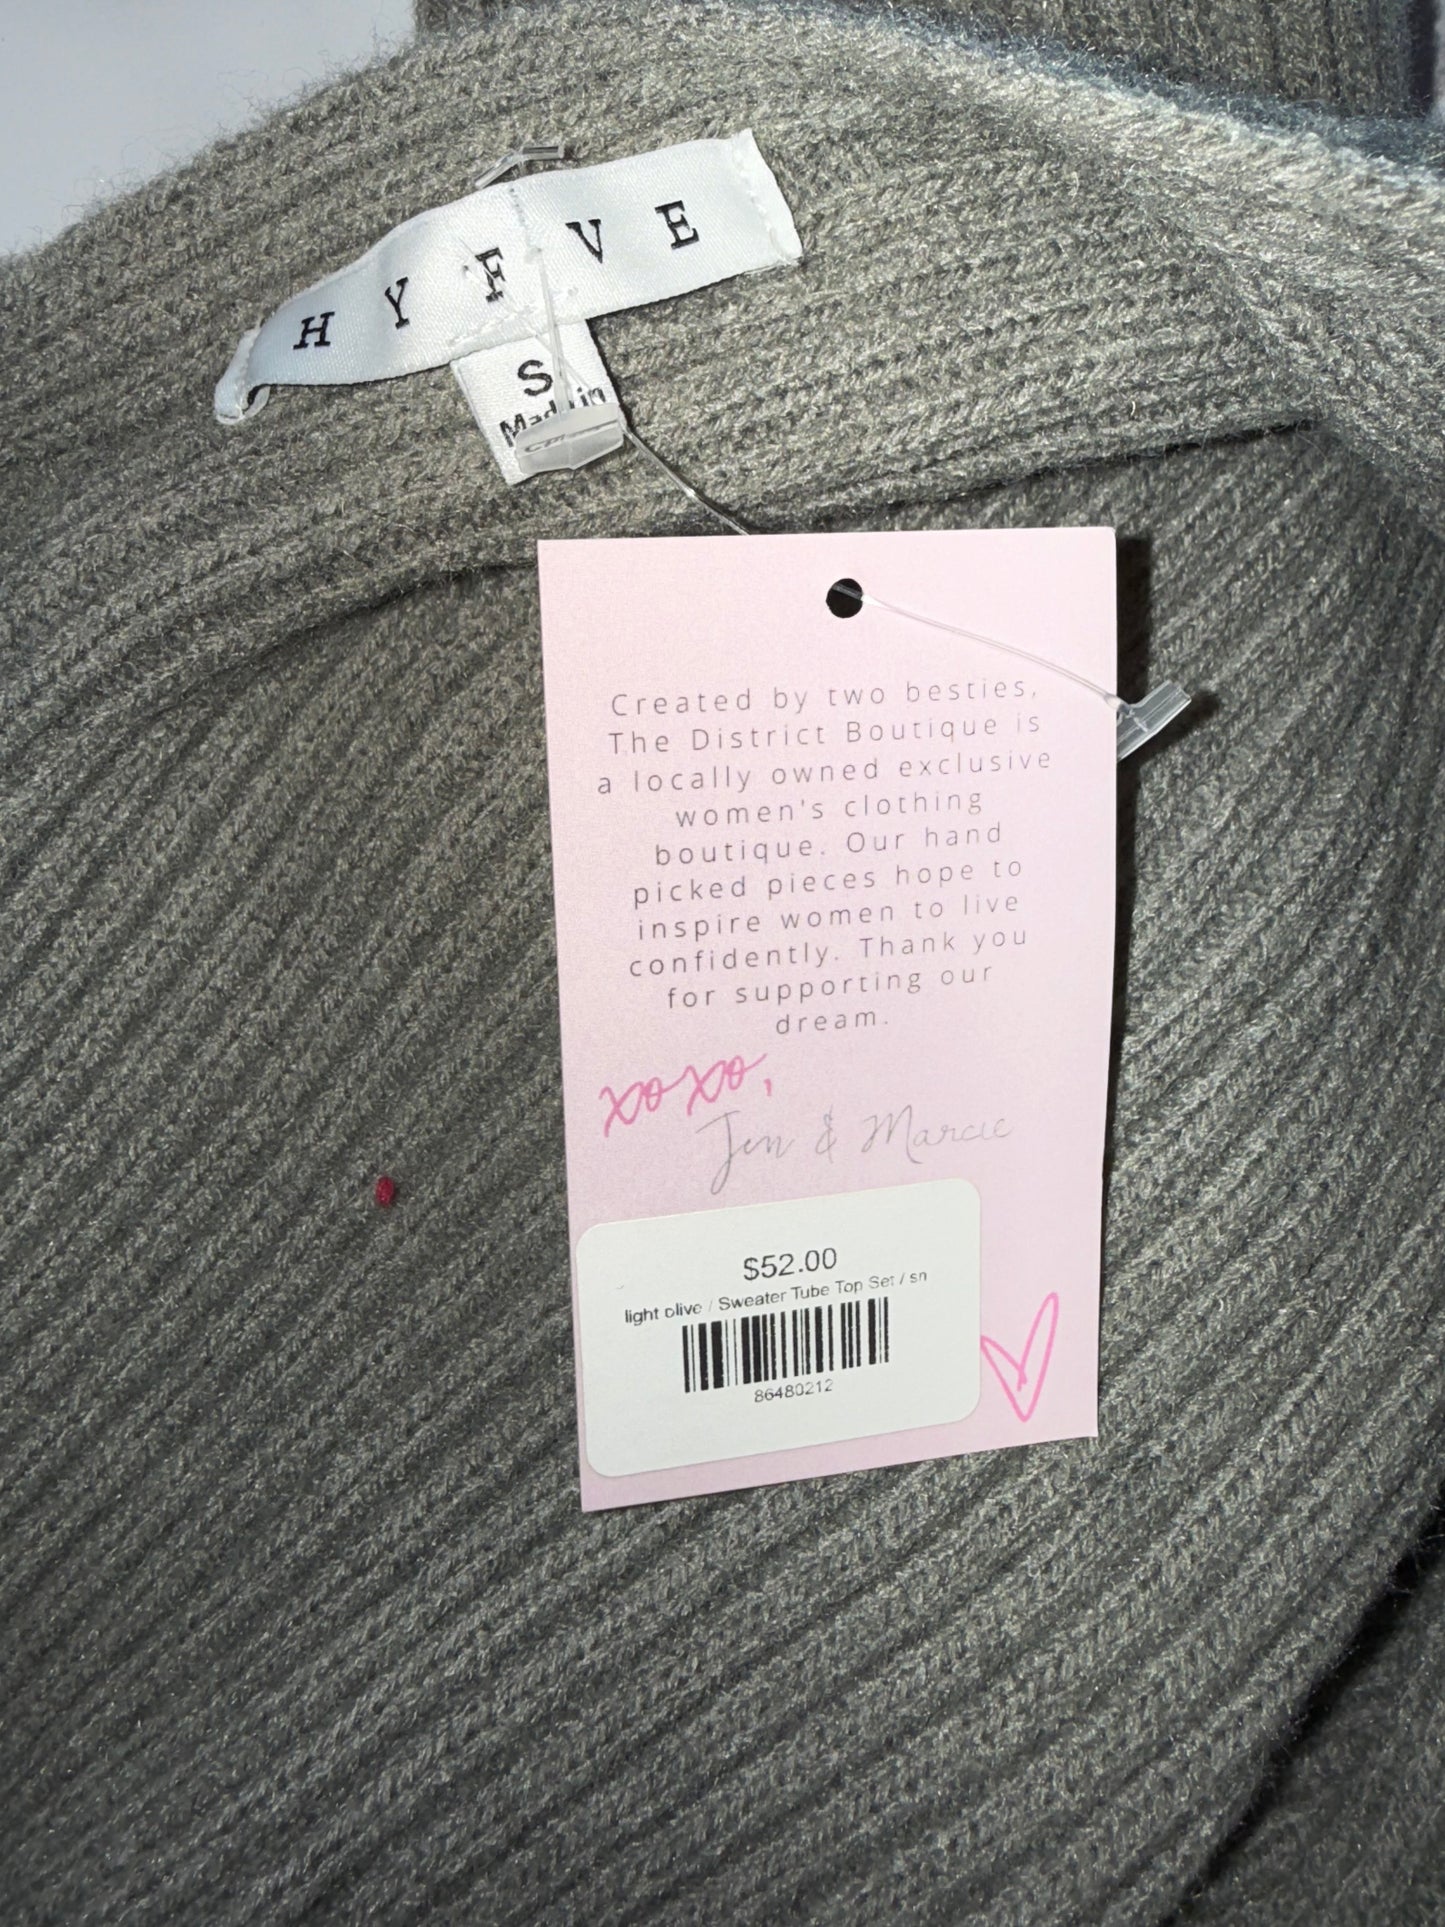 H Y F V E
S
Made in
Created by two besties,
The District Boutique is
a locally owned exclusive
women's clothing
boutique. Our hand
picked pieces hope to
inspire women to live
confidently. Thank you
for supporting our
dream.
xoxo,
Jen & Marcie
$52.00
light olive / Sweater Tube Top Set / sn
86480212